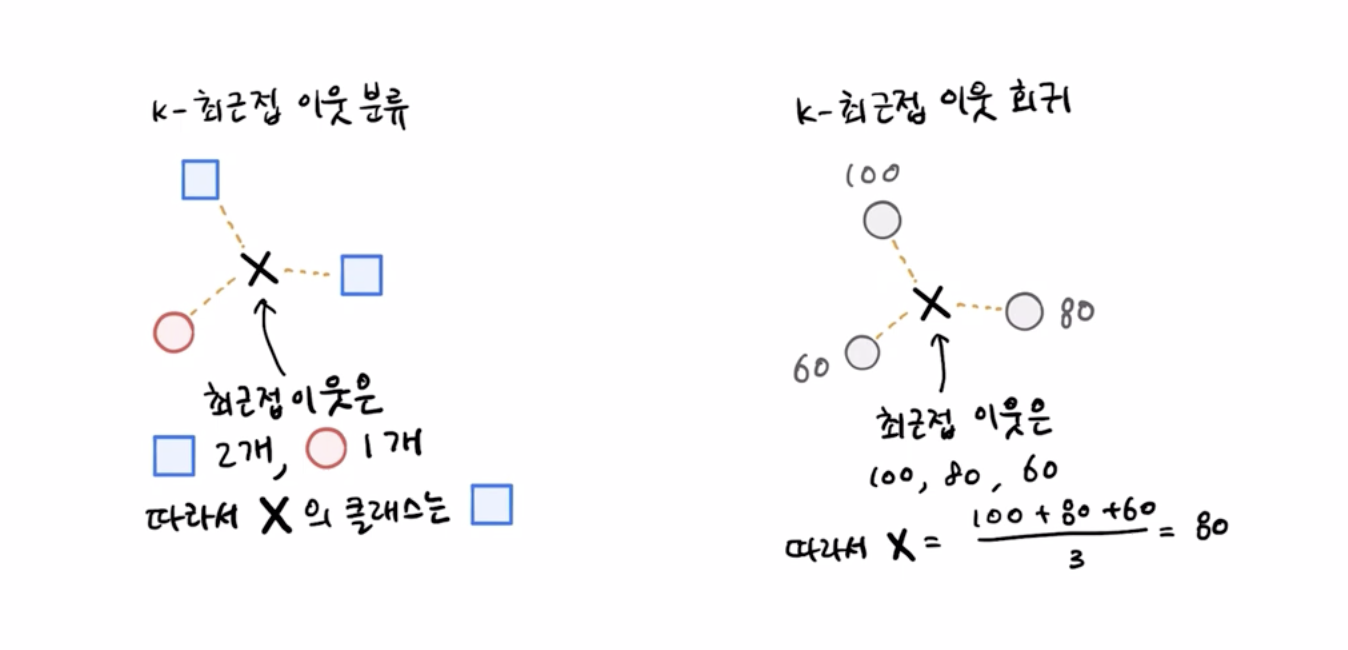 k-최근접 이웃 분류
최근접 이웃은
2개, 1개
따라서 X의 클래스는
k-최근접 이웃 회귀
100
80
60
최근접 이웃은
100, 80, 60
따라서 X = (100 + 80 + 60) / 3 = 80